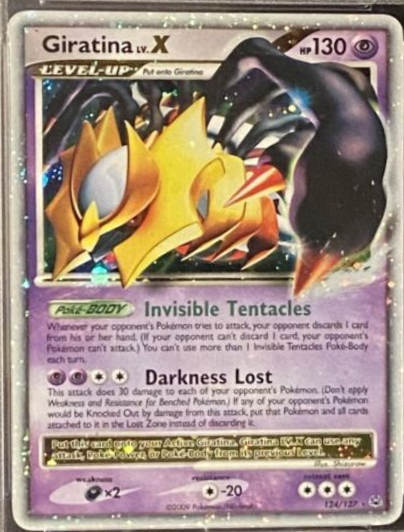 Giratina LV.X HP130
LEVEL-UP Put onto Giratina
Poké-BODY Invisible Tentacles
Whenever your opponent's Pokémon tries to attack, your opponent discards 1 card
from his or her hand. (If your opponent can't discard 1 card, your opponent's
Pokémon can't attack.) You can't use more than 1 Invisible Tentacles Poké-Body
each turn.
Darkness Lost
This attack does 30 damage to each of your opponent's Pokémon. (Don't apply
Weakness and Resistance for Benched Pokémon.) If any of your opponent's Pokémon
would be Knocked Out by damage from this attack, put that Pokémon and all cards
attached to it in the Lost Zone instead of discarding it.
Put this card onto your Active Giratina. Giratina LV.X can use any
attack, Poké-Power, or Poké-Body from its previous Level.
Illus. Shizurow
weakness resistance retreat cost
×2 -20
©2009 Pokémon 124/127